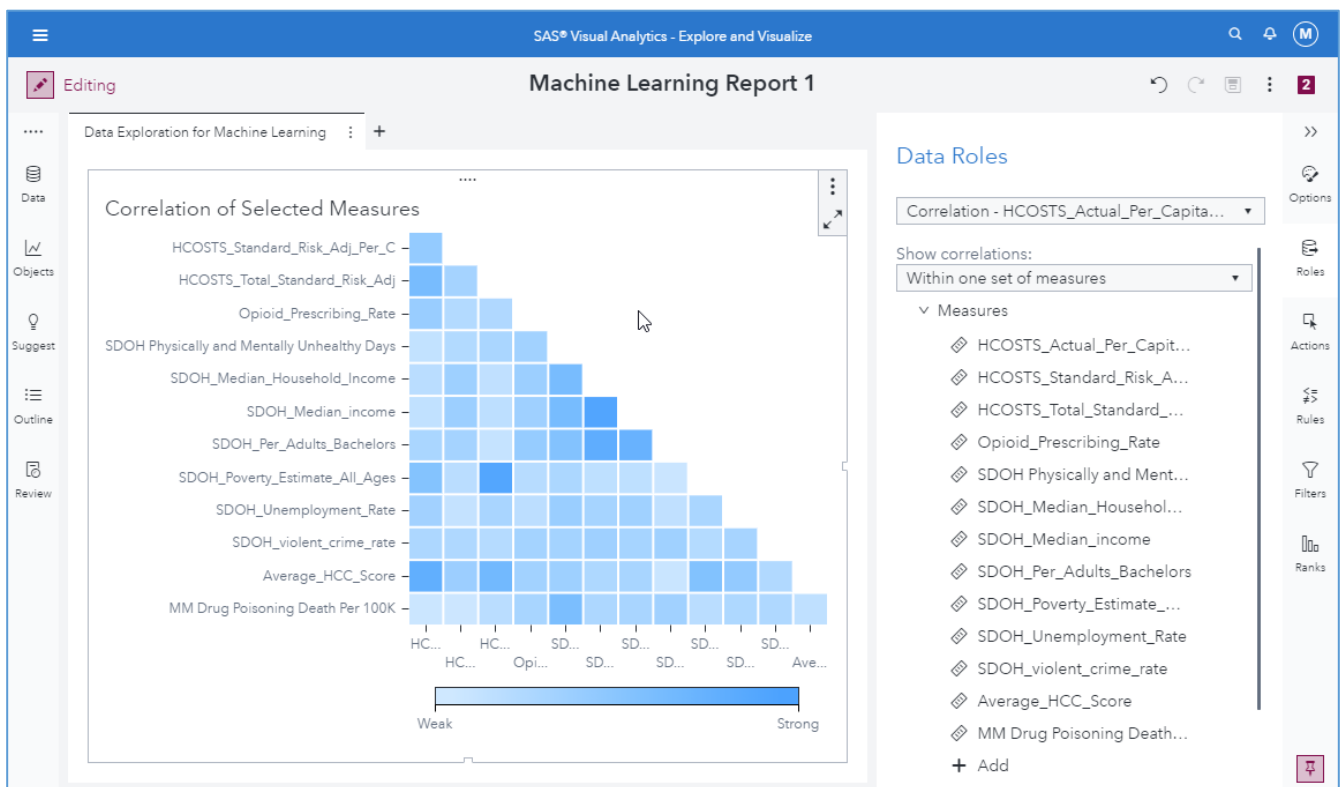 SAS® Visual Analytics - Explore and Visualize
M
Editing
Machine Learning Report 1
2
Data Exploration for Machine Learning
Data
Objects
Suggest
Outline
Review
Correlation of Selected Measures
HCOSTS_Standard_Risk_Adj_Per_C
HCOSTS_Total_Standard_Risk_Adj
Opioid_Prescribing_Rate
SDOH Physically and Mentally Unhealthy Days
SDOH_Median_Household_Income
SDOH_Median_income
SDOH_Per_Adults_Bachelors
SDOH_Poverty_Estimate_All_Ages
SDOH_Unemployment_Rate
SDOH_violent_crime_rate
Average_HCC_Score
MM Drug Poisoning Death Per 100K
HC... HC... SD... SD... SD... SD...
HC... Opi... SD... SD... SD... Ave...
Weak Strong
Data Roles
Correlation - HCOSTS_Actual_Per_Capita...
Show correlations:
Within one set of measures
Measures
HCOSTS_Actual_Per_Capit...
HCOSTS_Standard_Risk_A...
HCOSTS_Total_Standard_...
Opioid_Prescribing_Rate
SDOH Physically and Ment...
SDOH_Median_Househol...
SDOH_Median_income
SDOH_Per_Adults_Bachelors
SDOH_Poverty_Estimate_...
SDOH_Unemployment_Rate
SDOH_violent_crime_rate
Average_HCC_Score
MM Drug Poisoning Death...
+ Add
Options
Roles
Actions
Rules
Filters
Ranks